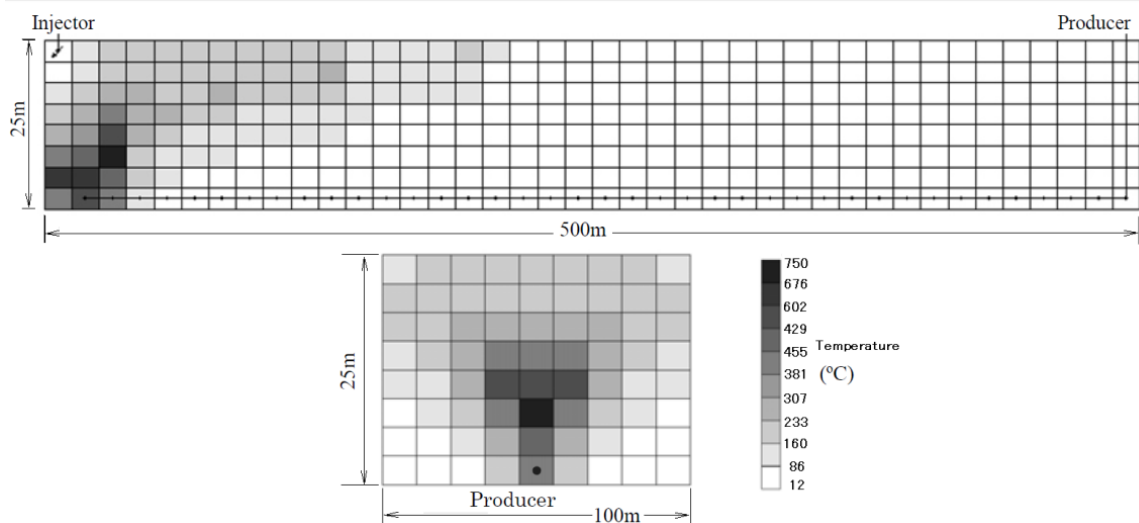 Injector
Producer
25m
500m
25m
Producer
100m
750
676
602
429
455
381
307
233
160
86
12
Temperature
(ºC)